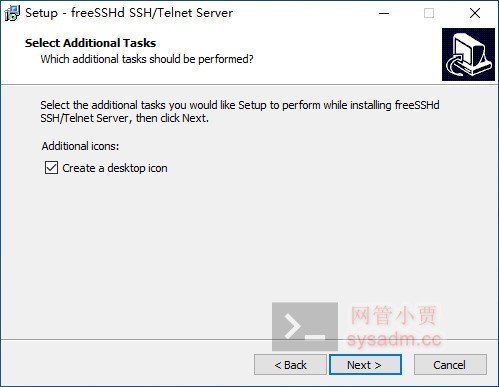 Setup - freeSSHd SSH/Telnet Server
Select Additional Tasks
Which additional tasks should be performed?
Select the additional tasks you would like Setup to perform while installing freeSSHd
SSH/Telnet Server, then click Next.
Additional icons:
Create a desktop icon
网管小贾
sysadm.cc
< Back
Next >
Cancel